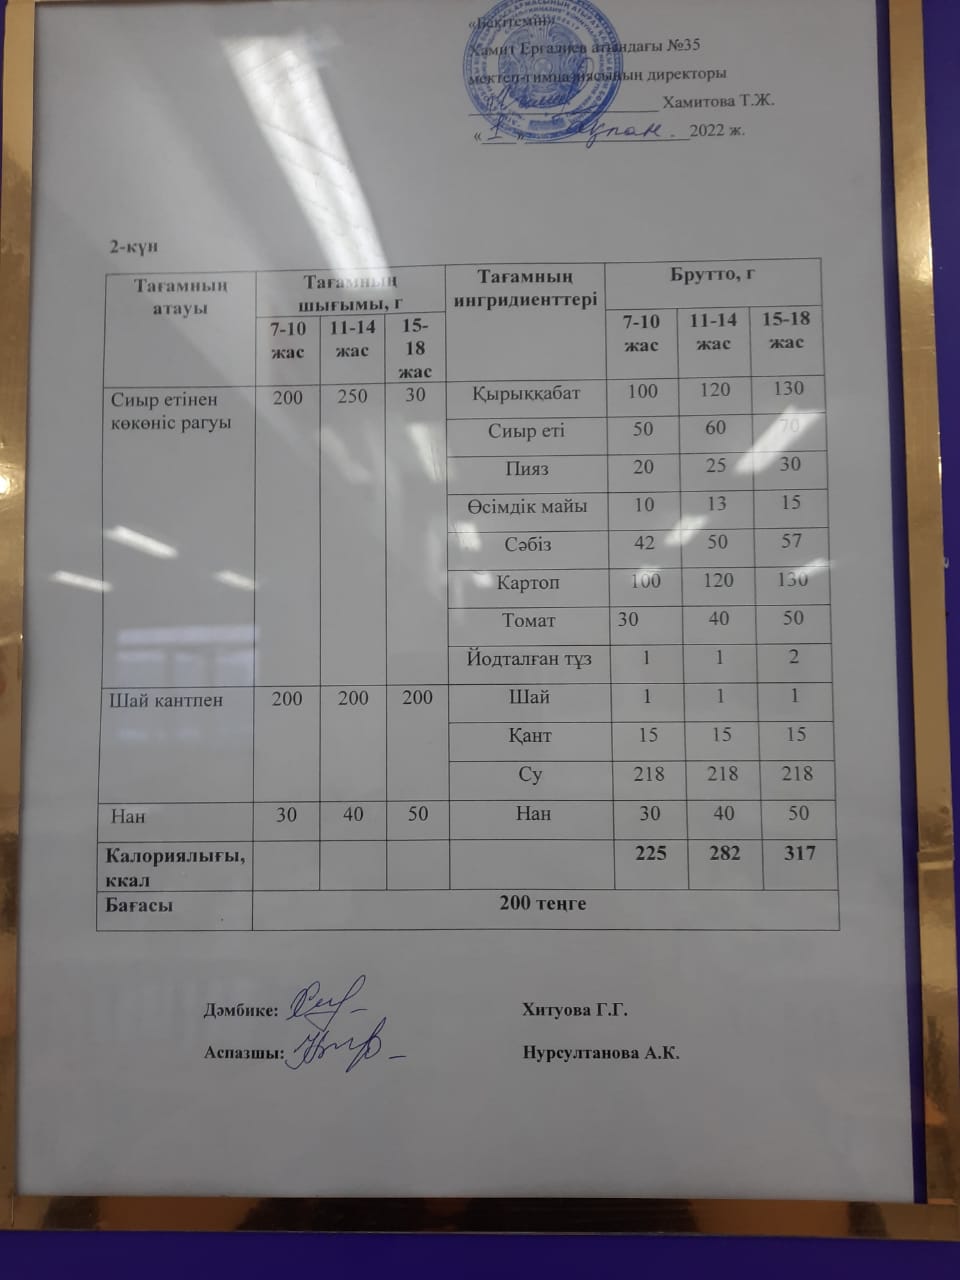 «Бекітемін»
Хамит Ерғалиев атындағы №35
мектеп-гимназиясының директоры
Хамитова Т.Ж.
«1» ақпан 2022 ж.
2-күн
Тағамның атауы Тағамның шығымы, г Тағамның ингридиенттері Брутто, г
7-10 жас 11-14 жас 15-18 жас 7-10 жас 11-14 жас 15-18 жас
Сиыр етінен көкөніс рагуы 200 250 30 Қырыққабат 100 120 130
Сиыр еті 50 60 70
Пияз 20 25 30
Өсімдік майы 10 13 15
Сәбіз 42 50 57
Картоп 100 120 130
Томат 30 40 50
Йодталған тұз 1 1 2
Шай кантпен 200 200 200 Шай 1 1 1
Қант 15 15 15
Су 218 218 218
Нан 30 40 50 Нан 30 40 50
Калориялығы, ккал 225 282 317
Бағасы 200 теңге
Дәмбике: Хитуова Г.Г.
Аспазшы: Нурсултанова А.К.